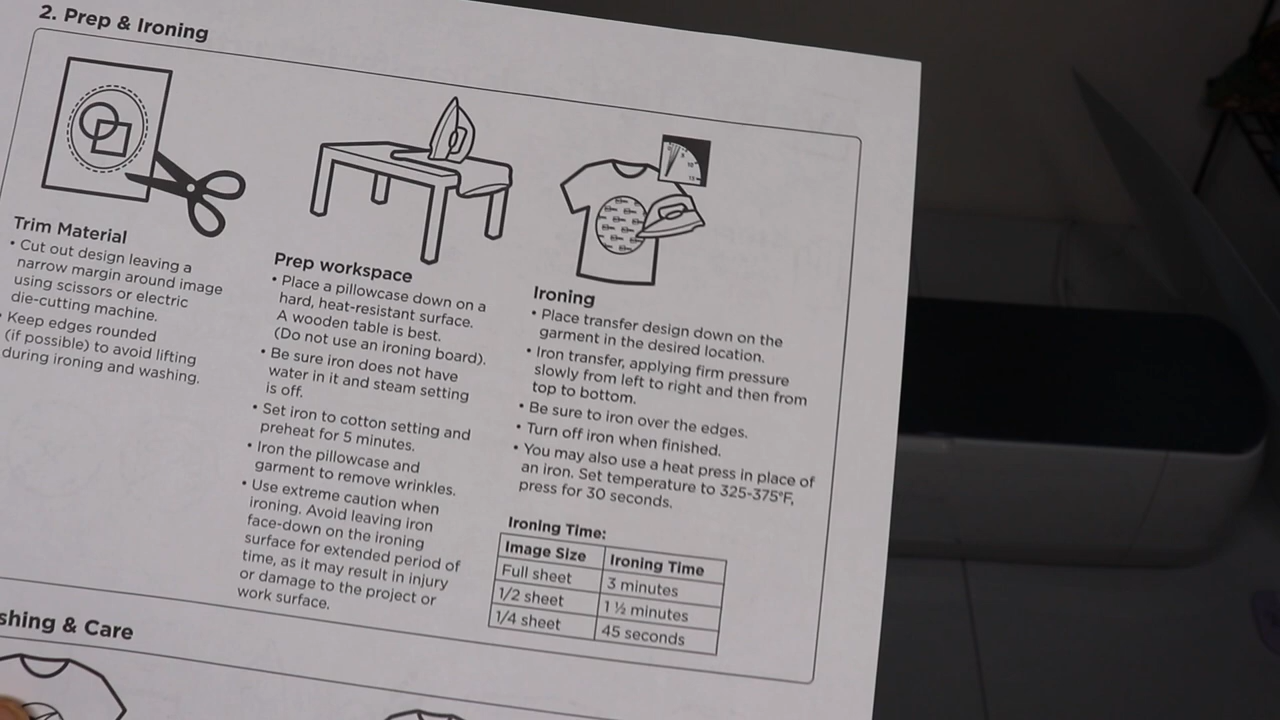 2. Prep & Ironing
Trim Material
• Cut out design leaving a
narrow margin around image
using scissors or electric
die-cutting machine.
• Keep edges rounded
(if possible) to avoid lifting
during ironing and washing.
Prep workspace
• Place a pillowcase down on a
hard, heat-resistant surface.
A wooden table is best.
(Do not use an ironing board).
• Be sure iron does not have
water in it and steam setting
is off.
• Set iron to cotton setting and
preheat for 5 minutes.
• Iron the pillowcase and
garment to remove wrinkles.
• Use extreme caution when
ironing. Avoid leaving iron
face-down on the ironing
surface for extended period of
time, as it may result in injury
or damage to the project or
work surface.
Ironing
• Place transfer design down on the
garment in the desired location.
• Iron transfer, applying firm pressure
slowly from left to right and then from
top to bottom.
• Be sure to iron over the edges.
• Turn off iron when finished.
• You may also use a heat press in place of
an iron. Set temperature to 325-375°F,
press for 30 seconds.
Ironing Time:
Image Size Ironing Time
Full sheet 3 minutes
1/2 sheet 1 ½ minutes
1/4 sheet 45 seconds
shing & Care